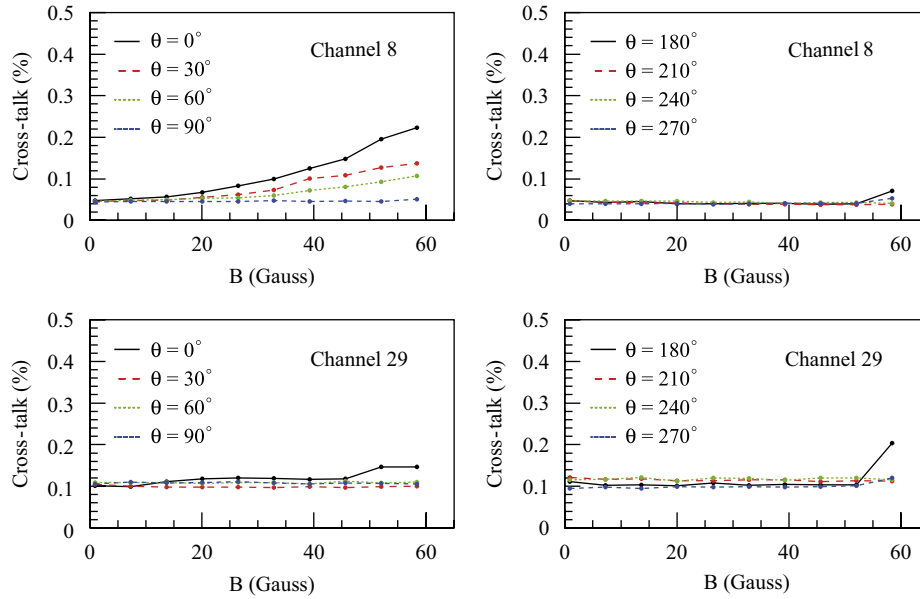 0.5
0.4
0.3
0.2
0.1
0
Cross-talk (%)
θ = 0°
θ = 30°
θ = 60°
θ = 90°
Channel 8
0 20 40 60
B (Gauss)
0.5
0.4
0.3
0.2
0.1
0
Cross-talk (%)
θ = 180°
θ = 210°
θ = 240°
θ = 270°
Channel 8
0 20 40 60
B (Gauss)
0.5
0.4
0.3
0.2
0.1
0
Cross-talk (%)
θ = 0°
θ = 30°
θ = 60°
θ = 90°
Channel 29
0 20 40 60
B (Gauss)
0.5
0.4
0.3
0.2
0.1
0
Cross-talk (%)
θ = 180°
θ = 210°
θ = 240°
θ = 270°
Channel 29
0 20 40 60
B (Gauss)